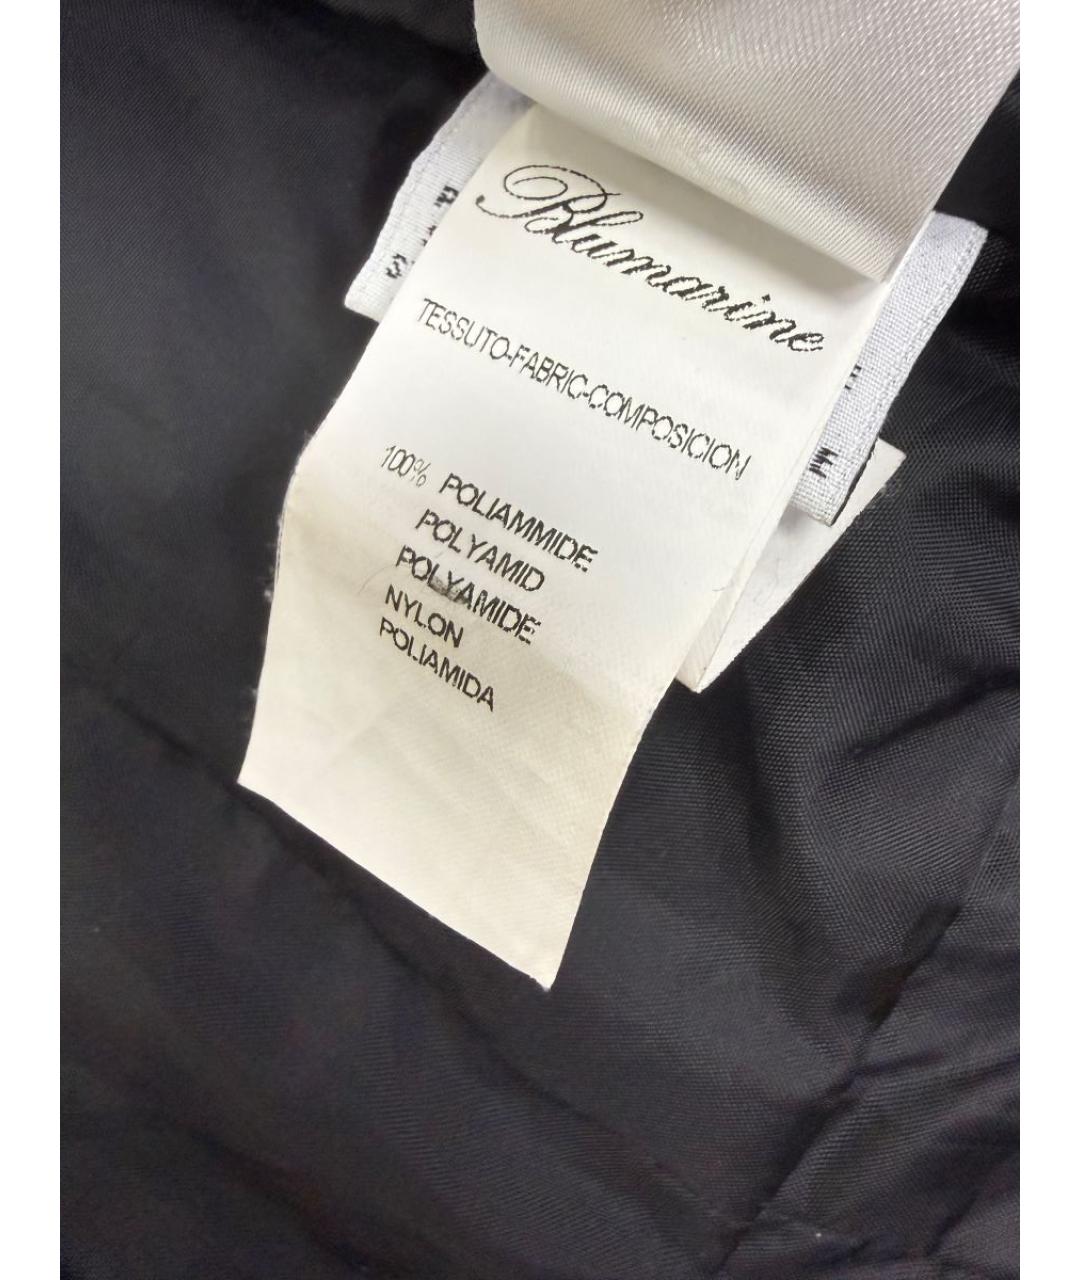 Blumarine
TESSUTO-FABRIC-COMPOSICION
100% POLIAMMIDE
POLYAMID
POLYAMIDE
NYLON
POLIAMIDA